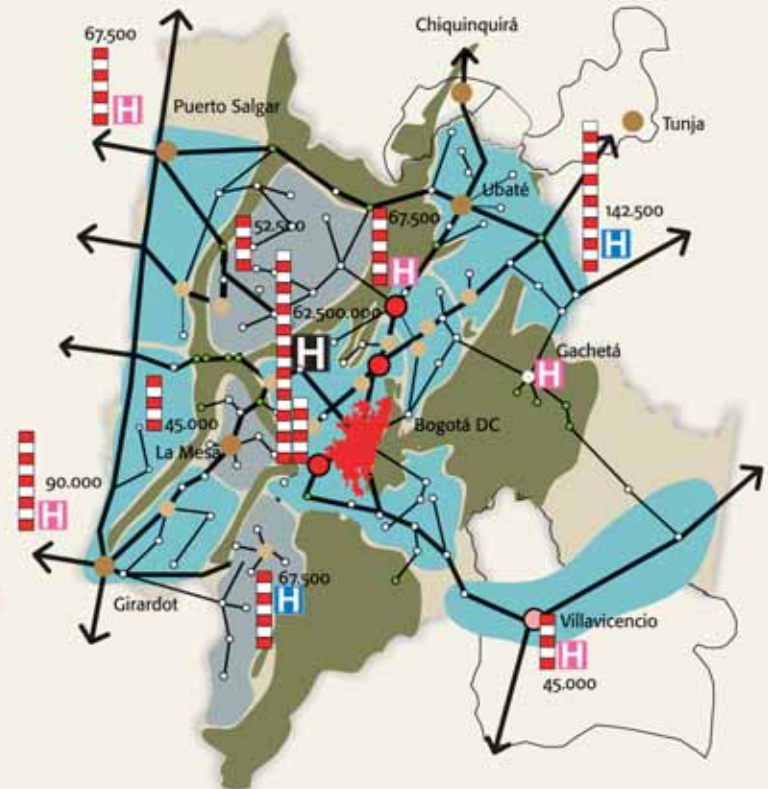 67.500
H
Chiquinquirá
Puerto Salgar
Tunja
Ubaté
142.500
H
52.500
67.500
H
62.500.000
H
Gachetá
H
45.000
La Mesa
Bogotá DC
90.000
H
67.500
H
Girardot
Villavicencio
H
45.000